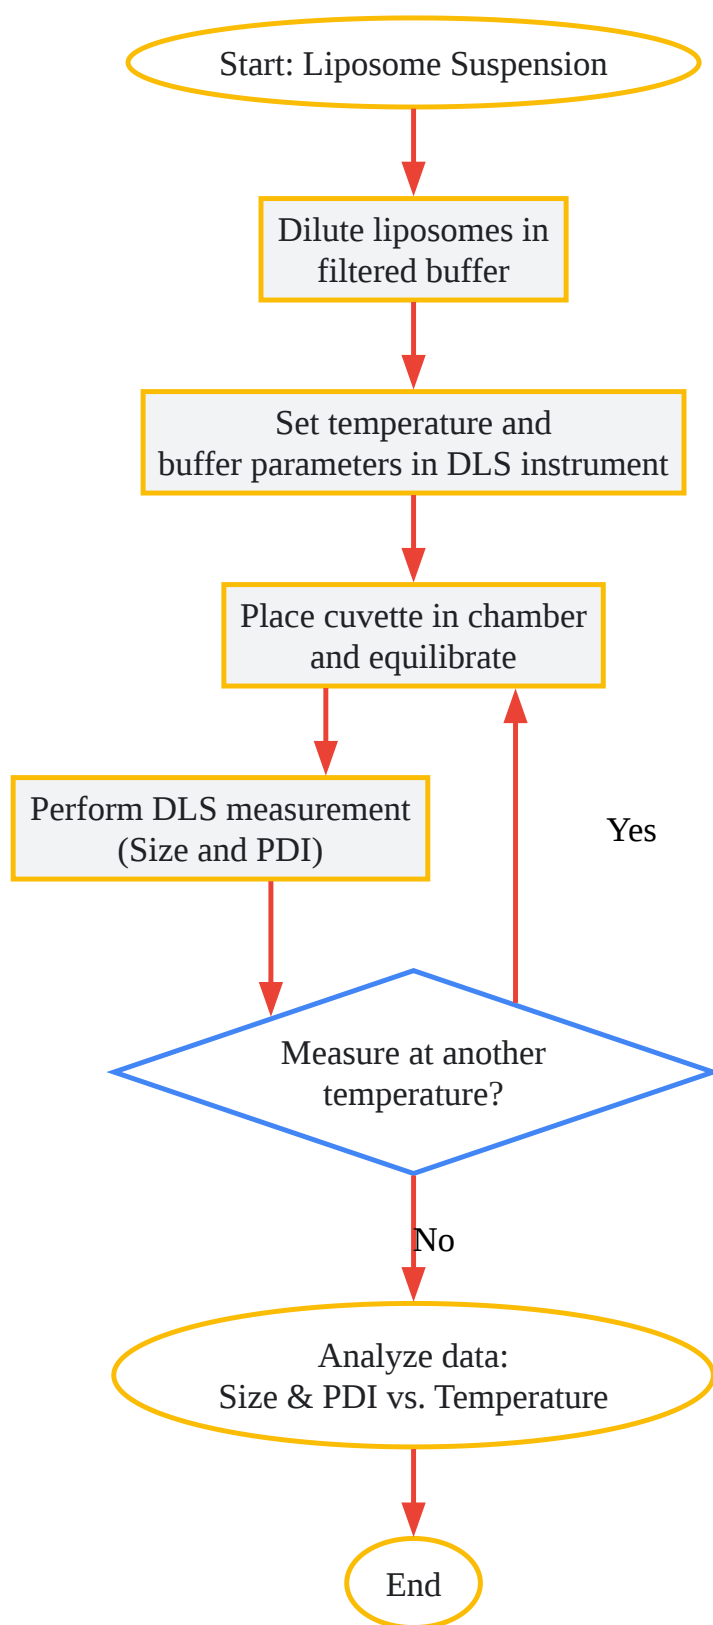 Start: Liposome Suspension
Dilute liposomes in
filtered buffer
Set temperature and
buffer parameters in DLS instrument
Place cuvette in chamber
and equilibrate
Perform DLS measurement
(Size and PDI)
Yes
Measure at another
temperature?
No
Analyze data:
Size & PDI vs. Temperature
End